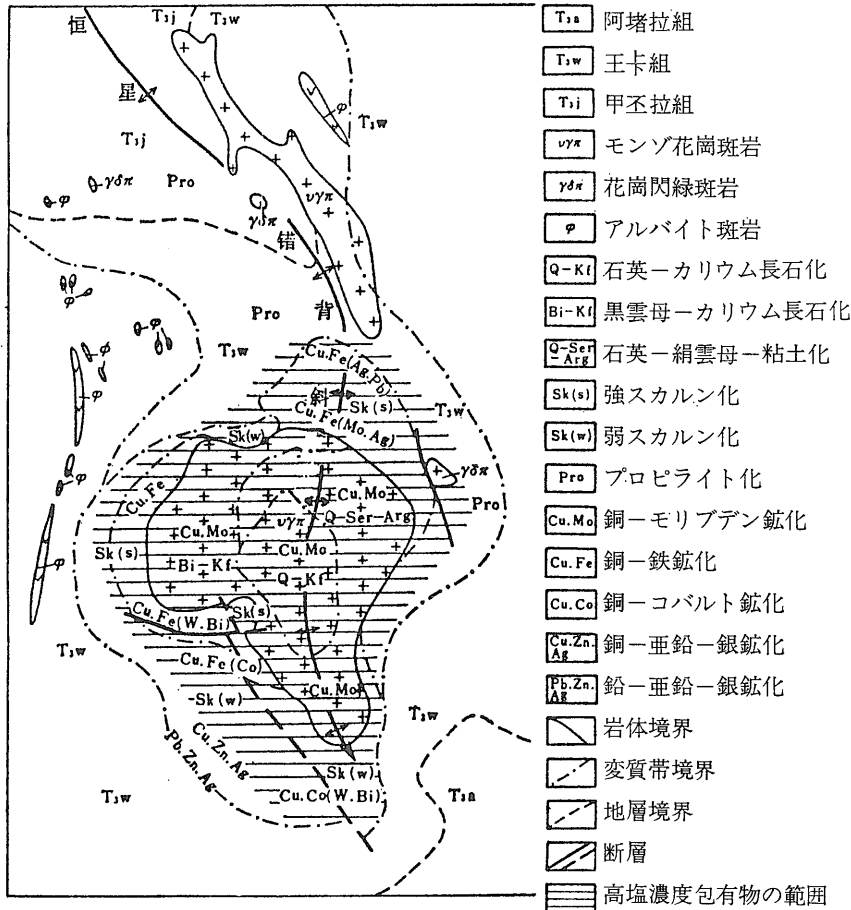 恒
T₃j
T₃w
星
φ
T₃w
T₃j
γδπ
Pro
φ
υγπ
γδπ
错
背
φ
Pro
φ
T₃w
Cu.Fe(Ag.Pb)
φ
φ
斜
Sk(s)
T₃w
Cu.Fe(Mo.Ag)
Sk(w)
φ
γδπ
Cu.Fe
Cu.Mo
Pro
υγπ
Q-Ser-Arg
Cu.Mo
Cu.Mo
Sk(s)
Bi-Kf
φ
Q-Kf
Sk(s)
Cu.Fe(W.Bi)
T₃w
Cu.Fe(Co)
Sk(w)
Cu.Mo
T₃w
Cu.Zn.Ag
Pb.Zn.Ag
Sk(w)
T₃w
Cu.Co(W.Bi)
T₃a
T₃a 阿堵拉組
T₃w 王卡組
T₃j 甲丕拉組
υγπ モンゾ花崗斑岩
γδπ 花崗閃緑斑岩
φ アルバイト斑岩
Q-Kf 石英－カリウム長石化
Bi-Kf 黒雲母－カリウム長石化
Q-Ser-Arg 石英－絹雲母－粘土化
Sk(s) 強スカルン化
Sk(w) 弱スカルン化
Pro プロピライト化
Cu.Mo 銅－モリブデン鉱化
Cu.Fe 銅－鉄鉱化
Cu.Co 銅－コバルト鉱化
Cu.Zn.Ag 銅－亜鉛－銀鉱化
Pb.Zn.Ag 鉛－亜鉛－銀鉱化
岩体境界
変質帯境界
地層境界
断層
高塩濃度包有物の範囲